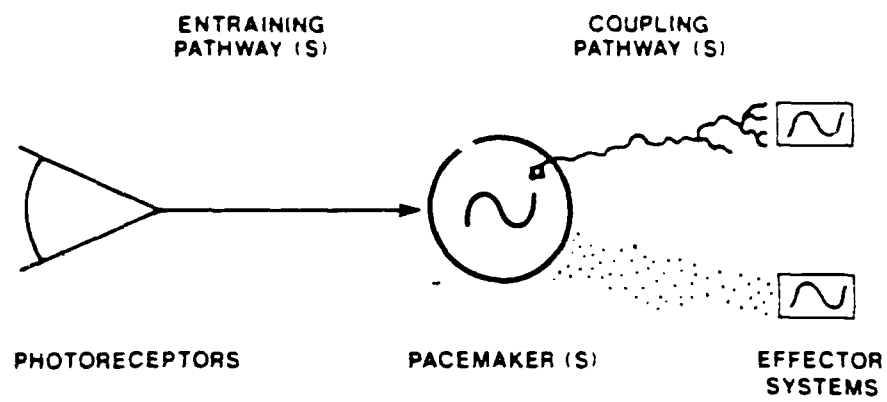 ENTRAINING
PATHWAY (S)
COUPLING
PATHWAY (S)
PHOTORECEPTORS
PACEMAKER (S)
EFFECTOR
SYSTEMS